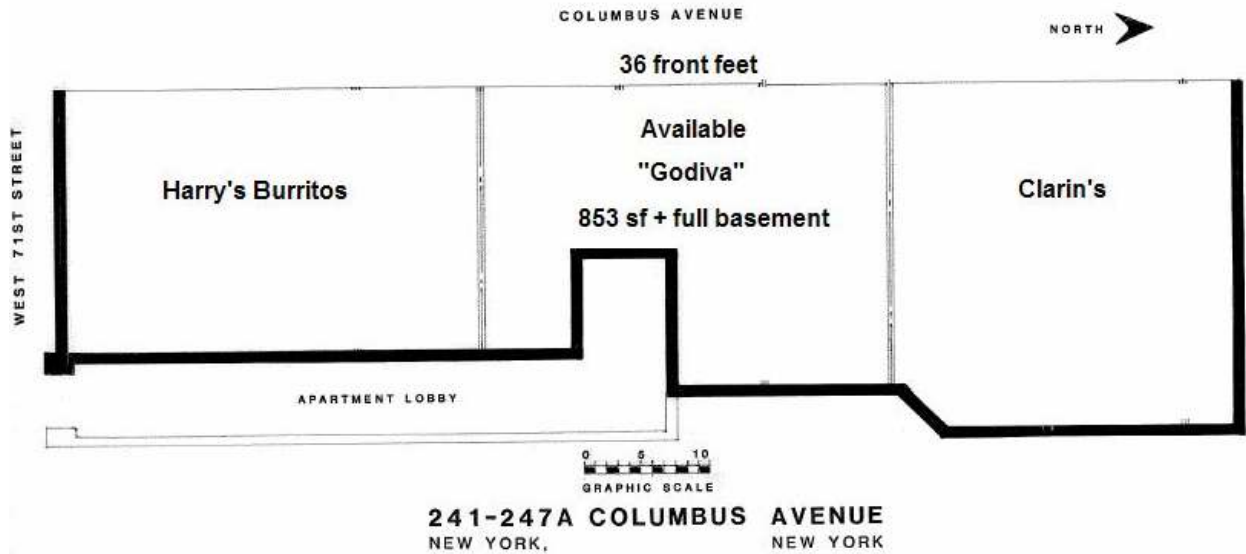 COLUMBUS AVENUE
NORTH
36 front feet
WEST 71ST STREET
Harry's Burritos
Available
"Godiva"
853 sf + full basement
Clarin's
APARTMENT LOBBY
0 5 10
GRAPHIC SCALE
241-247A COLUMBUS AVENUE
NEW YORK, NEW YORK